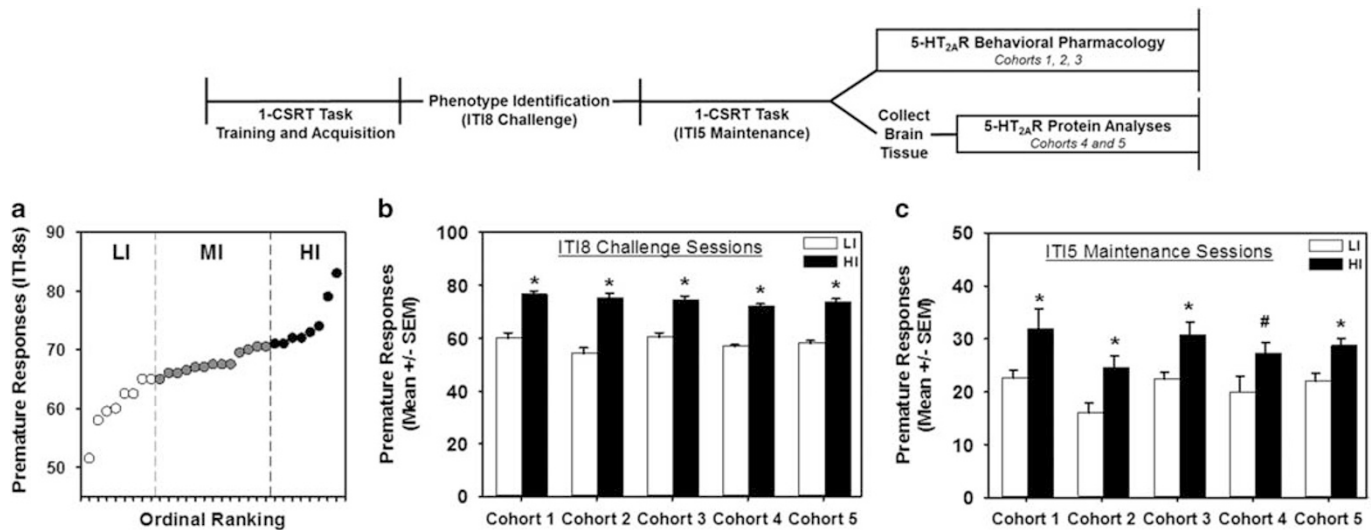 5-HT2AR Behavioral Pharmacology
Cohorts 1, 2, 3
1-CSRT Task
Training and Acquisition
Phenotype Identification
(ITI8 Challenge)
1-CSRT Task
(ITI5 Maintenance)
Collect
Brain
Tissue
5-HT2AR Protein Analyses
Cohorts 4 and 5
a
Premature Responses (ITI-8s)
90
80
70
60
50
LI MI HI
Ordinal Ranking
b
Premature Responses
(Mean +/- SEM)
100
80
60
40
20
0
ITI8 Challenge Sessions
LI
HI
* * * * *
Cohort 1 Cohort 2 Cohort 3 Cohort 4 Cohort 5
c
Premature Responses
(Mean +/- SEM)
50
40
30
20
10
0
ITI5 Maintenance Sessions
LI
HI
* * * # *
Cohort 1 Cohort 2 Cohort 3 Cohort 4 Cohort 5